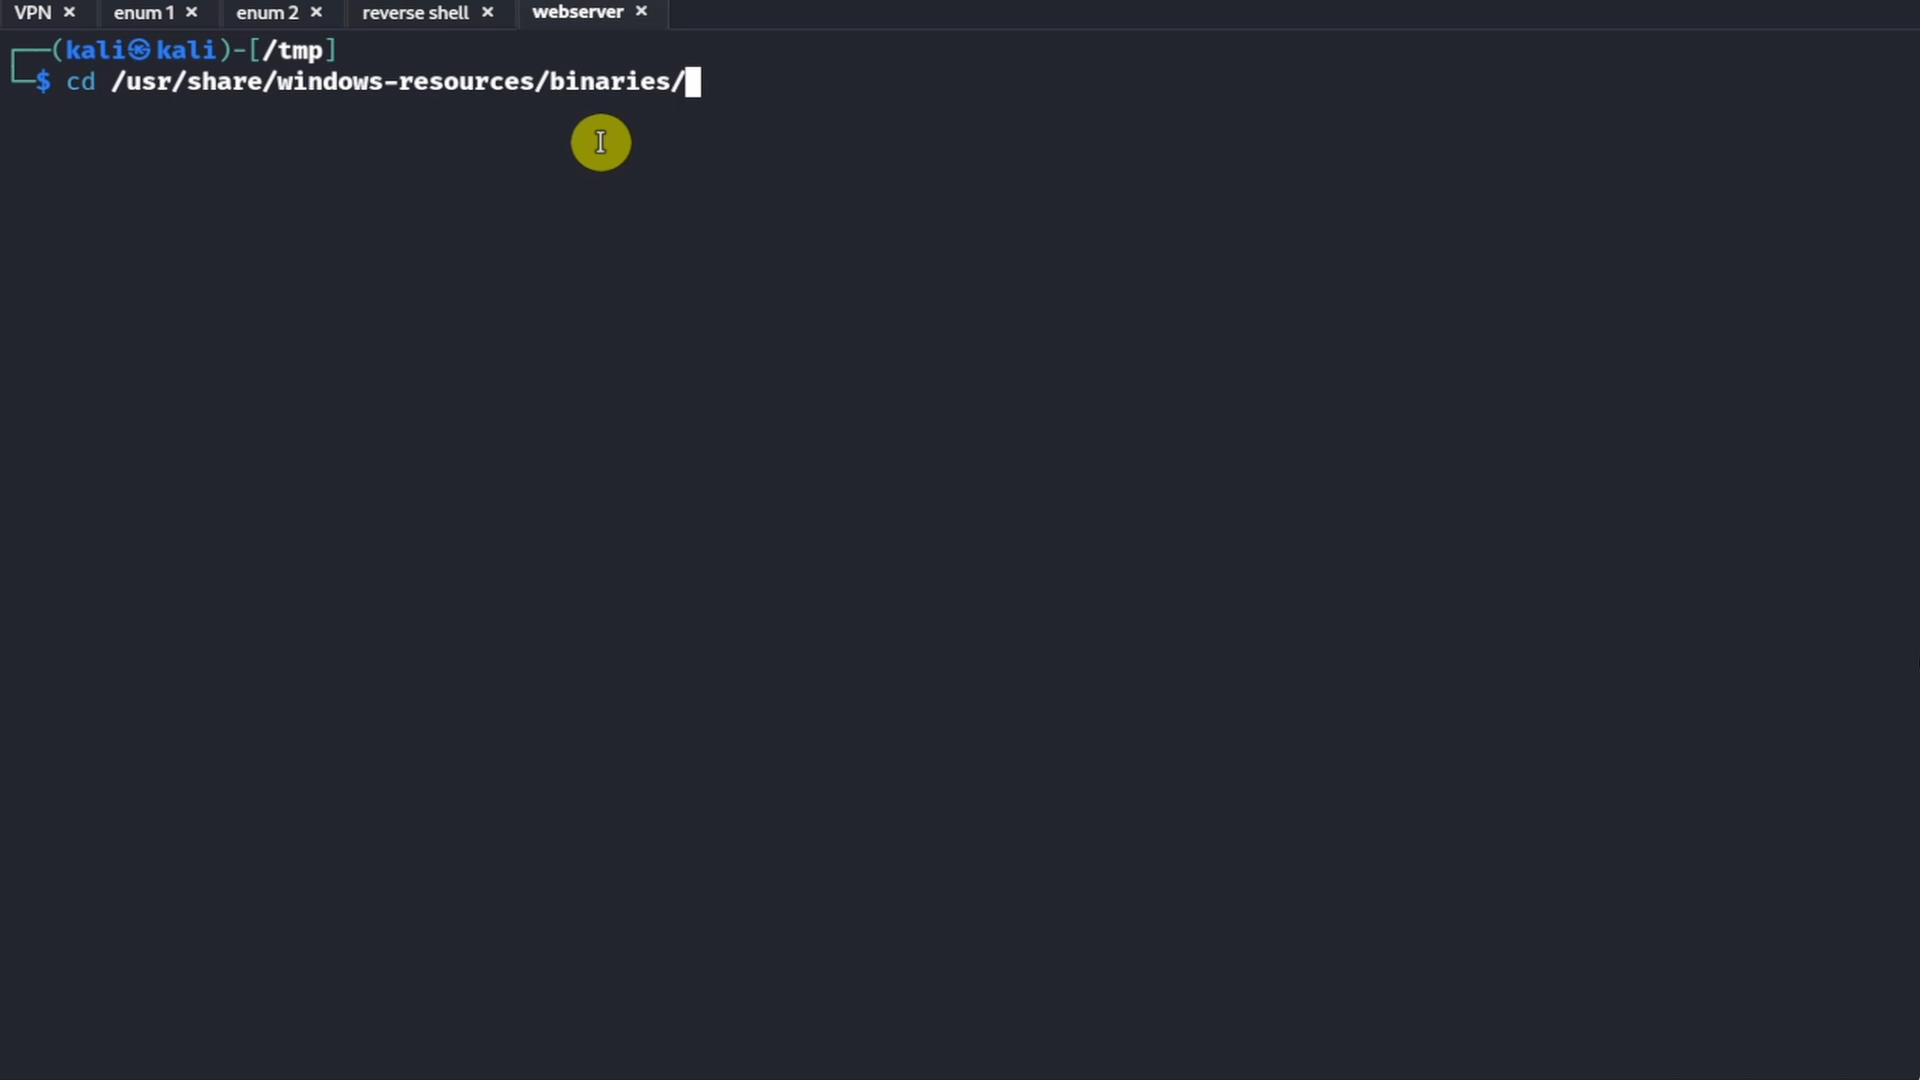 VPN × enum 1 × enum 2 × reverse shell × webserver ×
┌──(kali㉿kali)-[/tmp]
└─$ cd /usr/share/windows-resources/binaries/